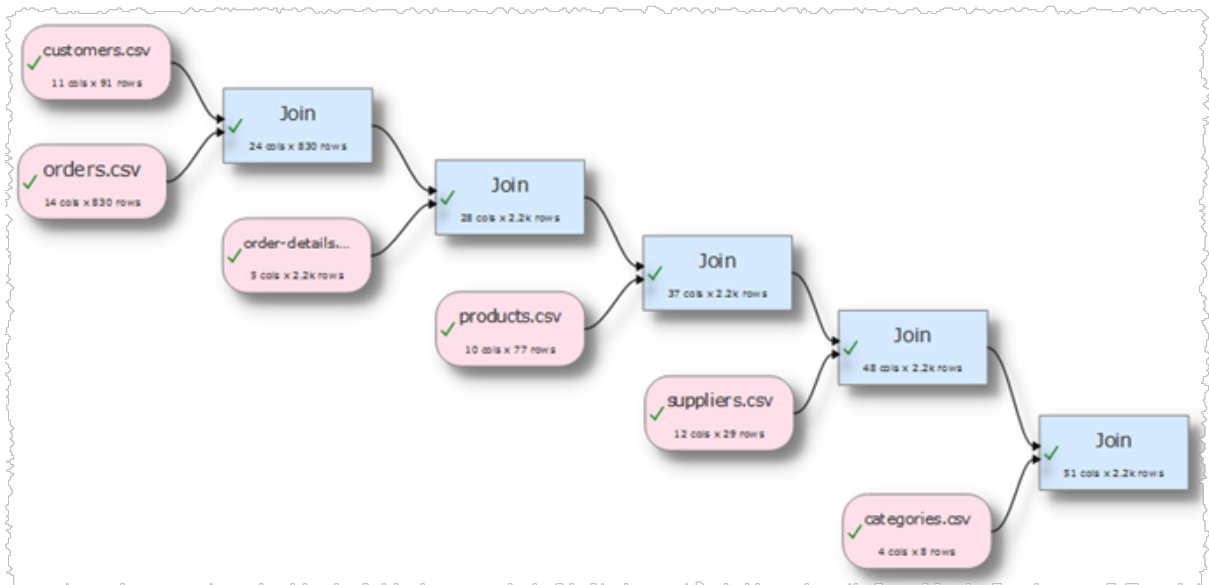 customers.csv
11 cols x 91 rows
Join
24 cols x 830 rows
orders.csv
14 cols x 830 rows
Join
28 cols x 2.2k rows
order-details....
5 cols x 2.2k rows
Join
37 cols x 2.2k rows
products.csv
10 cols x 77 rows
Join
48 cols x 2.2k rows
suppliers.csv
12 cols x 29 rows
Join
51 cols x 2.2k rows
categories.csv
4 cols x 8 rows